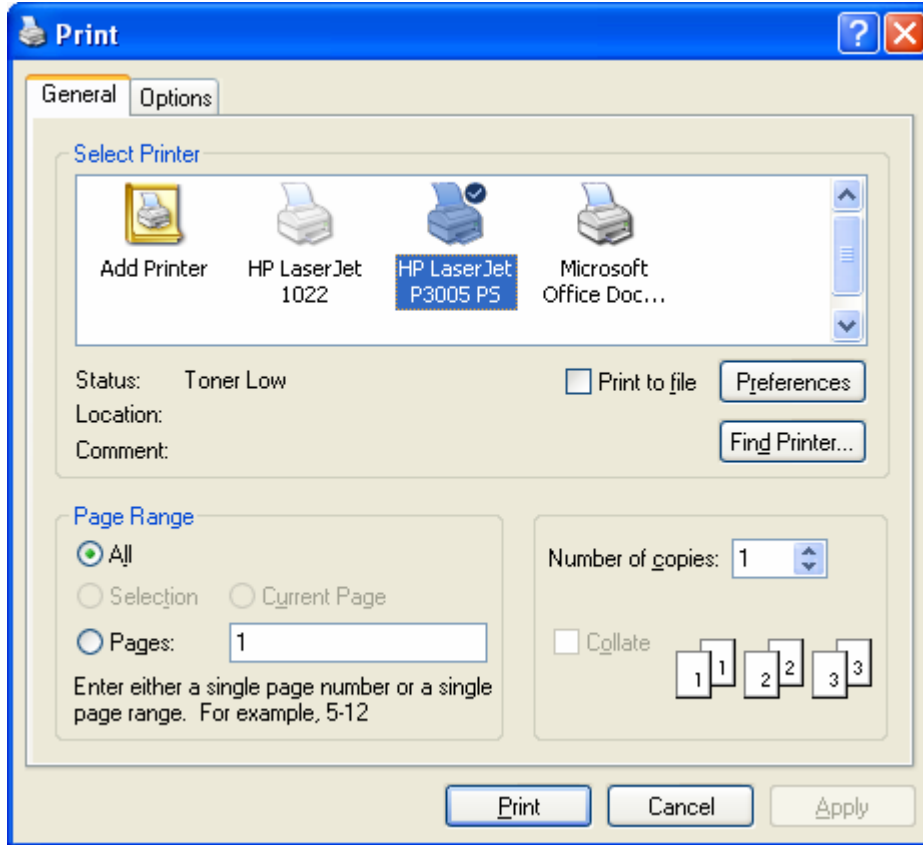 Print
General Options
Select Printer
Add Printer
HP LaserJet
1022
HP LaserJet
P3005 PS
Microsoft
Office Doc...
Status: Toner Low
Print to file
Preferences
Location:
Comment:
Find Printer...
Page Range
All
Selection Current Page
Pages: 1
Enter either a single page number or a single
page range. For example, 5-12
Number of copies: 1
Collate
1 1 2 2 3 3
Print Cancel Apply